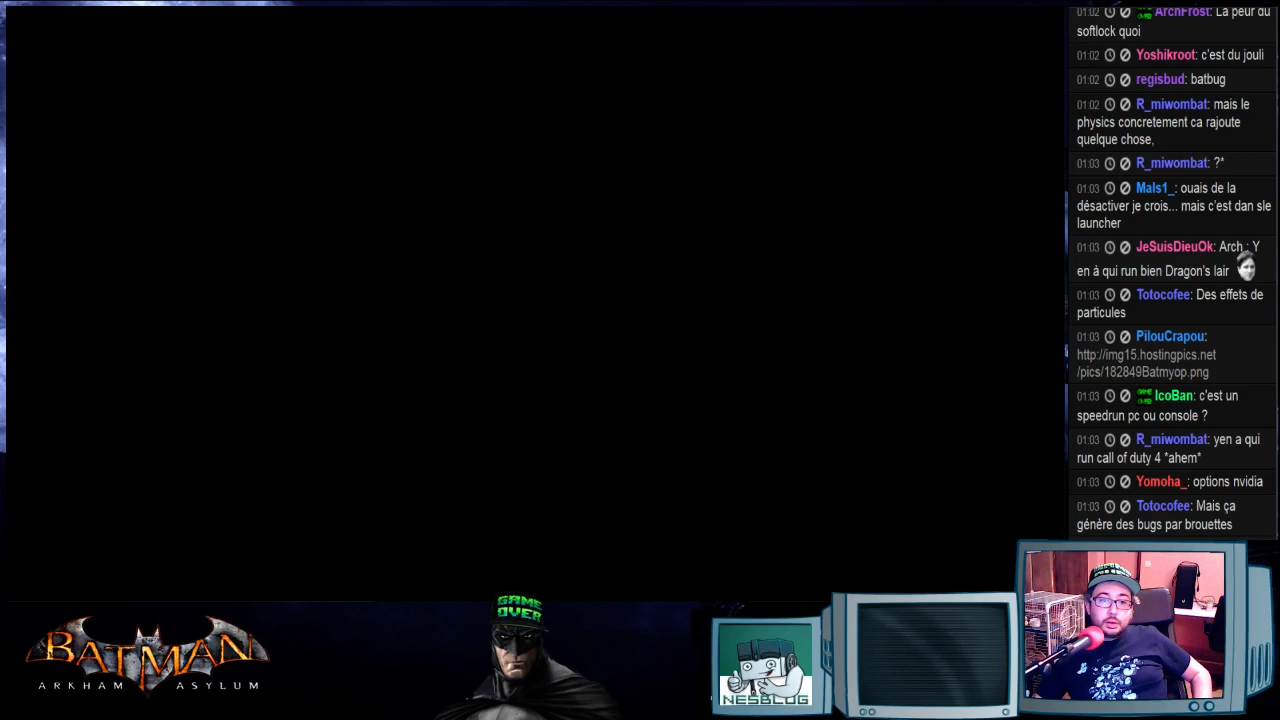 01:02 ArchFrost: La peur du
softlock quoi
01:02 Yoshikroot: c'est du jouli
01:02 regisbud: batbug
01:02 R_miwombat: mais le
physics concretement ca rajoute
quelque chose,
01:03 R_miwombat: ?*
01:03 Mals1_: ouais de la
désactiver je crois... mais c'est dan sle
launcher
01:03 JeSuisDieuOk: Arch : Y
en à qui run bien Dragon's lair
01:03 Totocofee: Des effets de
particules
01:03 PilouCrapou:
http://img15.hostingpics.net
/pics/182849Batmyop.png
01:03 IcoBan: c'est un
speedrun pc ou console ?
01:03 R_miwombat: yen a qui
run call of duty 4 *ahem*
01:03 Yomoha_: options nvidia
01:03 Totocofee: Mais ça
génère des bugs par brouettes
GAME
OVER
BATMAN
ARKHAM ASYLUM
NESBLOG